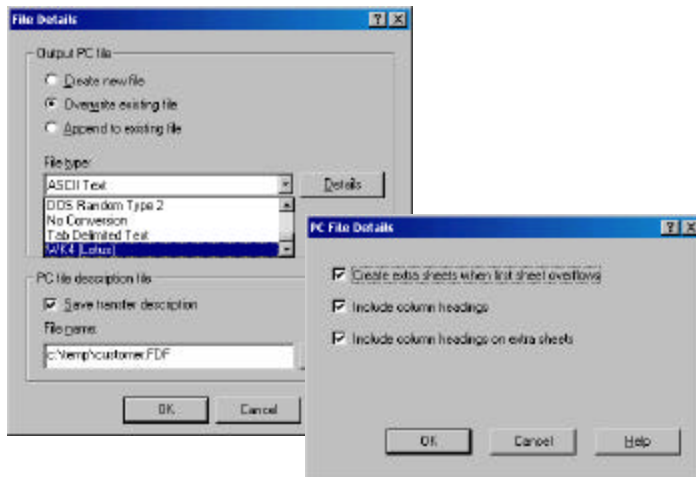 File Details
Output PC file
Create new file
Overwrite existing file
Append to existing file
File type:
ASCII Text
Details
DOS Random Type 2
No Conversion
Tab Delimited Text
WK4 (Lotus)
PC file description file
Save transfer description
File name:
c:\temp\customer.FDF
OK
Cancel
PC File Details
Create extra sheets when first sheet overflows
Include column headings
Include column headings on extra sheets
OK
Cancel
Help